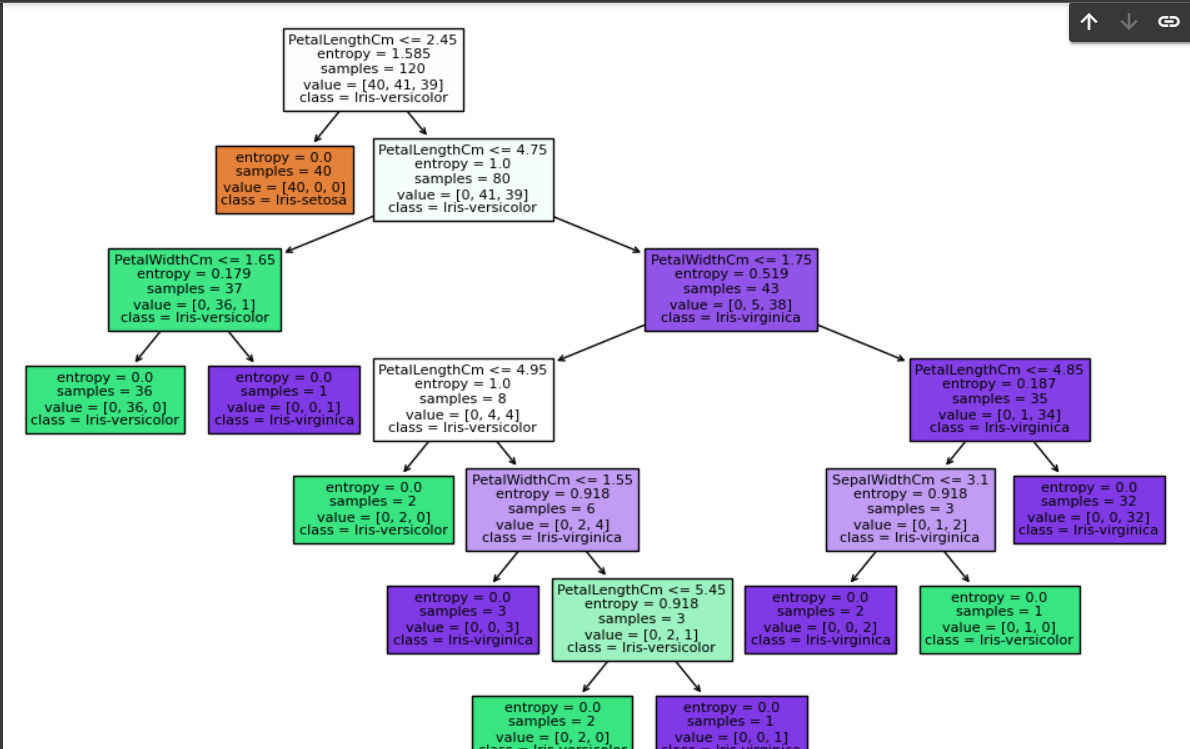 PetalLengthCm <= 2.45
entropy = 1.585
samples = 120
value = [40, 41, 39]
class = Iris-versicolor
entropy = 0.0
samples = 40
value = [40, 0, 0]
class = Iris-setosa
PetalLengthCm <= 4.75
entropy = 1.0
samples = 80
value = [0, 41, 39]
class = Iris-versicolor
PetalWidthCm <= 1.65
entropy = 0.179
samples = 37
value = [0, 36, 1]
class = Iris-versicolor
PetalWidthCm <= 1.75
entropy = 0.519
samples = 43
value = [0, 5, 38]
class = Iris-virginica
entropy = 0.0
samples = 36
value = [0, 36, 0]
class = Iris-versicolor
entropy = 0.0
samples = 1
value = [0, 0, 1]
class = Iris-virginica
PetalLengthCm <= 4.95
entropy = 1.0
samples = 8
value = [0, 4, 4]
class = Iris-versicolor
PetalLengthCm <= 4.85
entropy = 0.187
samples = 35
value = [0, 1, 34]
class = Iris-virginica
entropy = 0.0
samples = 2
value = [0, 2, 0]
class = Iris-versicolor
PetalWidthCm <= 1.55
entropy = 0.918
samples = 6
value = [0, 2, 4]
class = Iris-virginica
SepalWidthCm <= 3.1
entropy = 0.918
samples = 3
value = [0, 1, 2]
class = Iris-virginica
entropy = 0.0
samples = 32
value = [0, 0, 32]
class = Iris-virginica
entropy = 0.0
samples = 3
value = [0, 0, 3]
class = Iris-virginica
PetalLengthCm <= 5.45
entropy = 0.918
samples = 3
value = [0, 2, 1]
class = Iris-versicolor
entropy = 0.0
samples = 2
value = [0, 0, 2]
class = Iris-virginica
entropy = 0.0
samples = 1
value = [0, 1, 0]
class = Iris-versicolor
entropy = 0.0
samples = 2
value = [0, 2, 0]
class = Iris-versicolor
entropy = 0.0
samples = 1
value = [0, 0, 1]
class = Iris-virginica